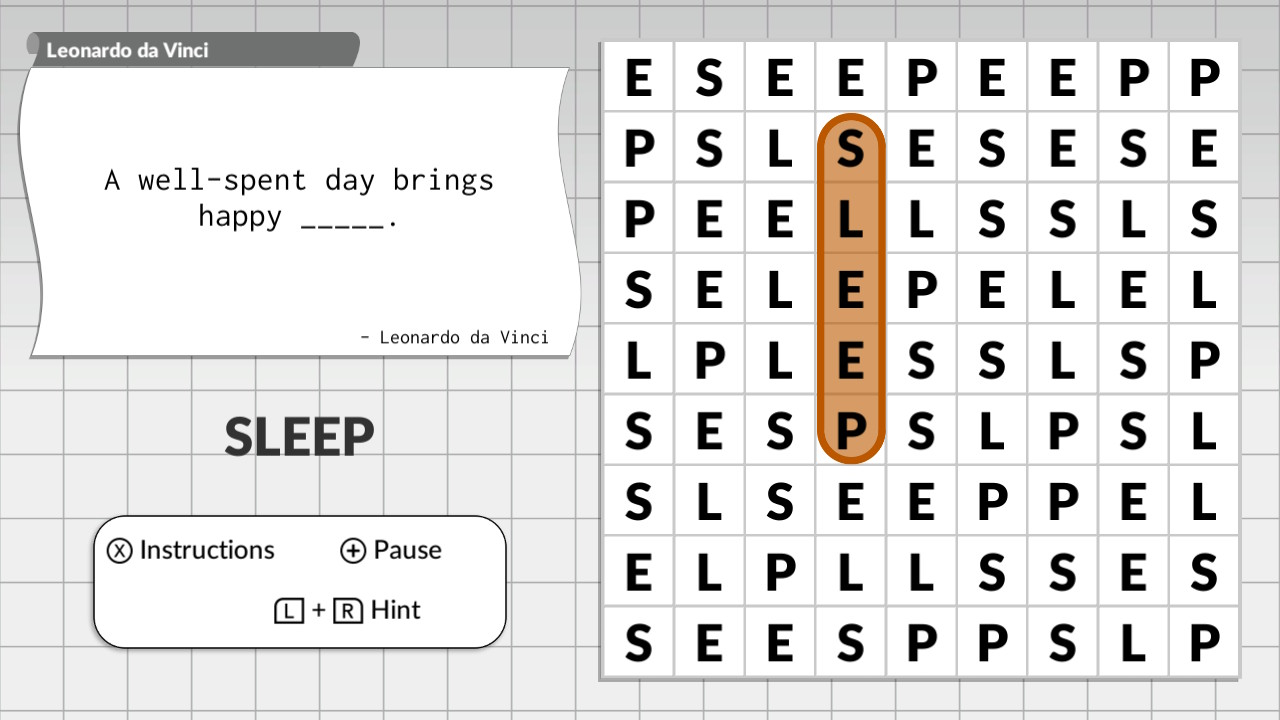 Leonardo da Vinci
A well-spent day brings
happy _____.
- Leonardo da Vinci
SLEEP
X Instructions
+ Pause
L + R Hint
E S E E P E E P P
P S L S E S E S E
P E E L L S S L S
S E L E P E L E L
L P L E S S L S P
S E S P S L P S L
S L S E E P P E L
E L P L L S S E S
S E E S P P S L P